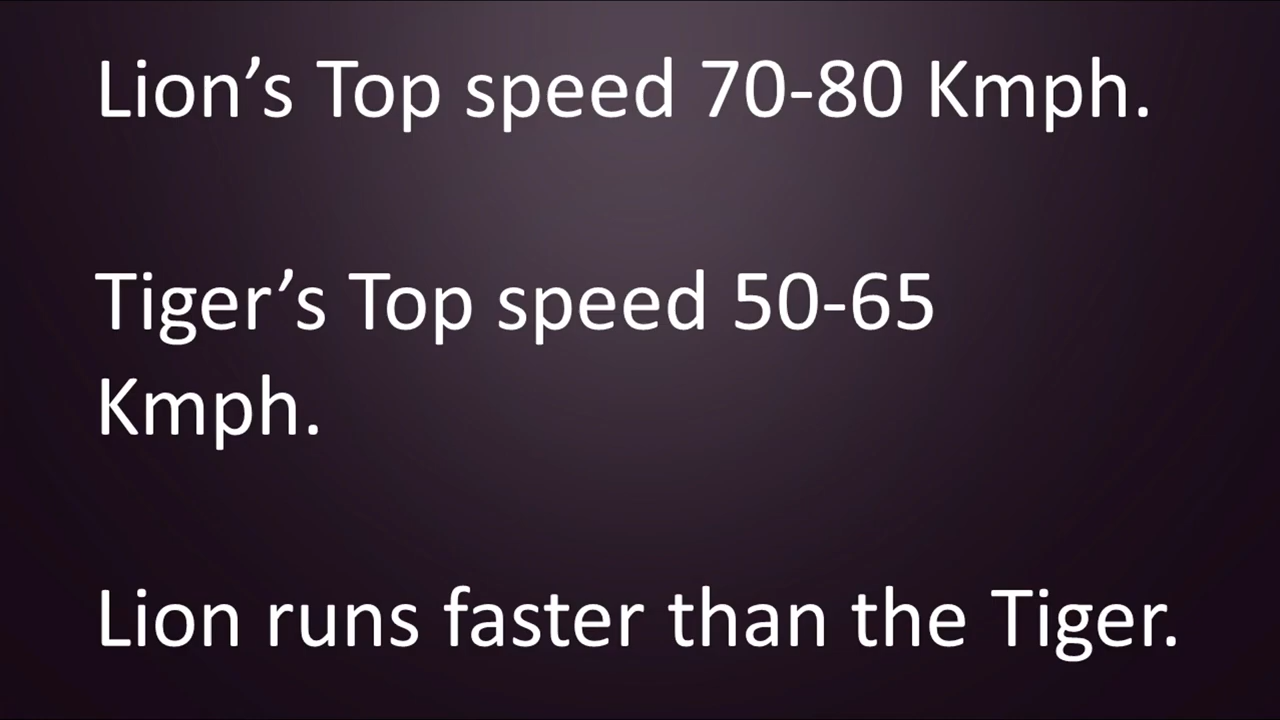 Lion’s Top speed 70-80 Kmph.
Tiger’s Top speed 50-65
Kmph.
Lion runs faster than the Tiger.